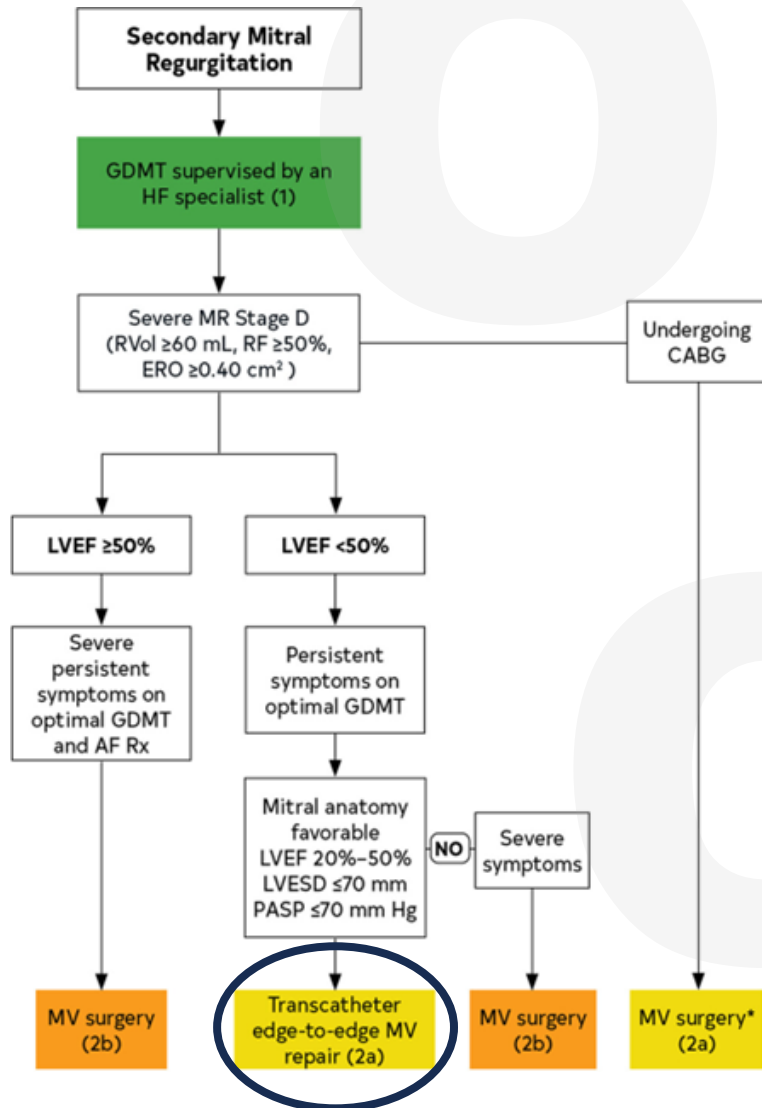 Secondary Mitral
Regurgitation
GDMT supervised by an
HF specialist (1)
Severe MR Stage D
(RVol ≥60 mL, RF ≥50%,
ERO ≥0.40 cm² )
Undergoing
CABG
LVEF ≥50%
LVEF <50%
Severe
persistent
symptoms on
optimal GDMT
and AF Rx
Persistent
symptoms on
optimal GDMT
Mitral anatomy
favorable
LVEF 20%–50%
LVESD ≤70 mm
PASP ≤70 mm Hg
NO
Severe
symptoms
MV surgery
(2b)
Transcatheter
edge-to-edge MV
repair (2a)
MV surgery
(2b)
MV surgery*
(2a)